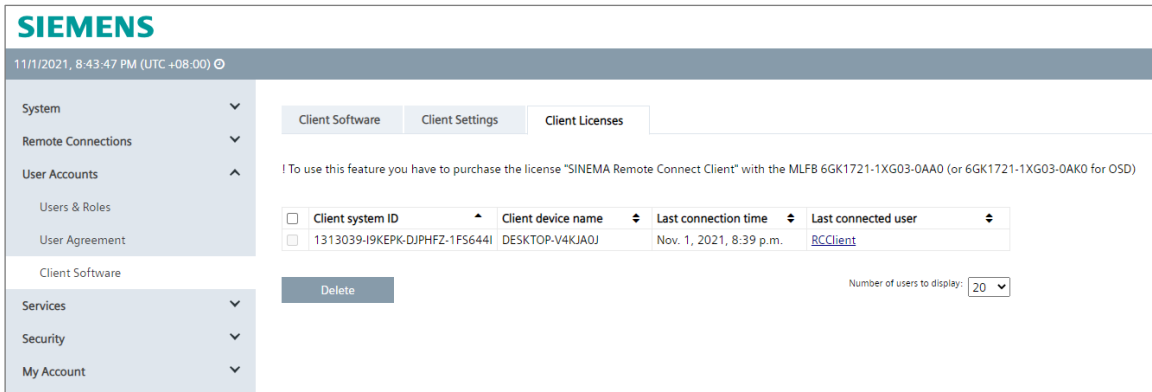 SIEMENS
11/1/2021, 8:43:47 PM (UTC +08:00)
System
Remote Connections
User Accounts
Users & Roles
User Agreement
Client Software
Services
Security
My Account
Client Software Client Settings Client Licenses
! To use this feature you have to purchase the license "SINEMA Remote Connect Client" with the MLFB 6GK1721-1XG03-0AA0 (or 6GK1721-1XG03-0AK0 for OSD)
Client system ID Client device name Last connection time Last connected user
1313039-I9KEPK-DJPHFZ-1FS644I DESKTOP-V4KJA0J Nov. 1, 2021, 8:39 p.m. RCClient
Delete
Number of users to display: 20